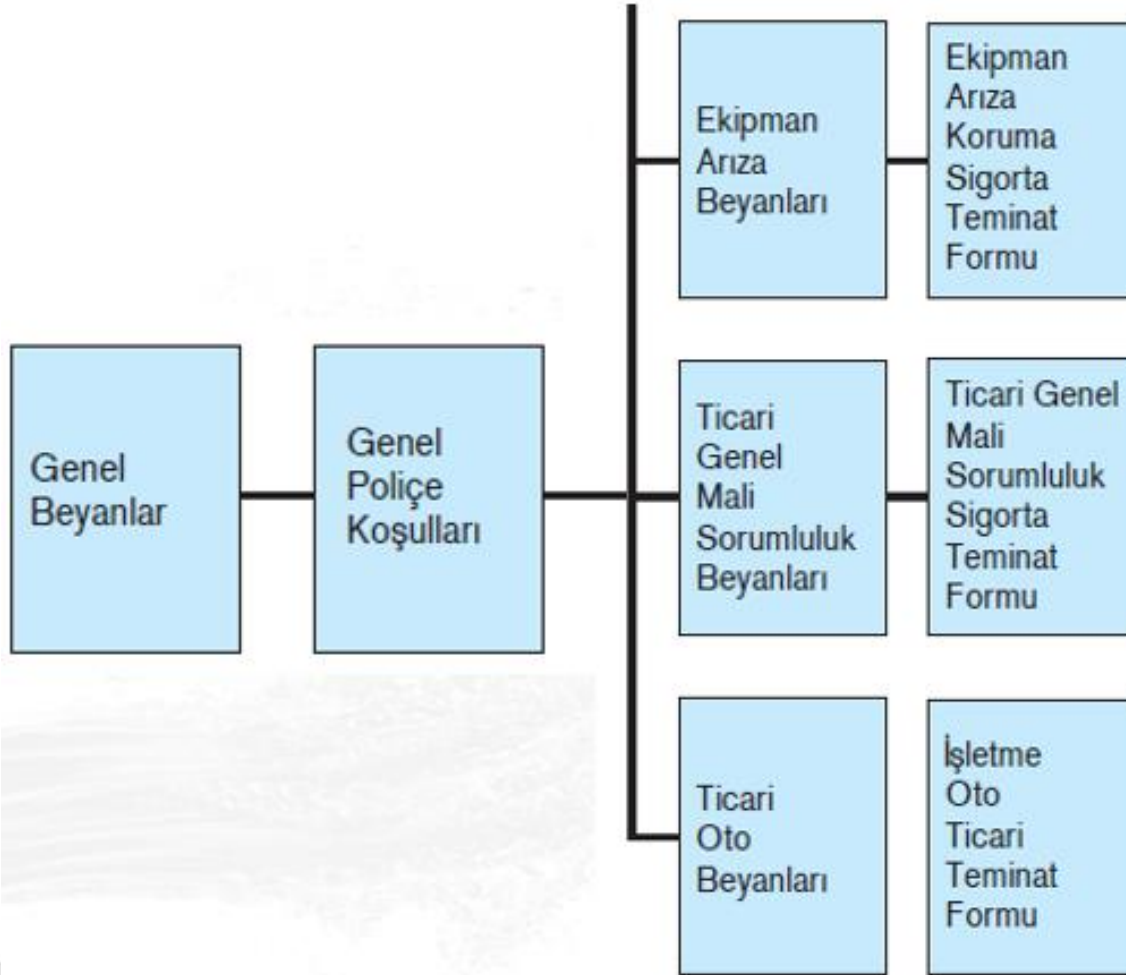 Genel
Beyanlar
Genel
Poliçe
Koşulları
Ekipman
Arıza
Beyanları
Ekipman
Arıza
Koruma
Sigorta
Teminat
Formu
Ticari
Genel
Mali
Sorumluluk
Beyanları
Ticari Genel
Mali
Sorumluluk
Sigorta
Teminat
Formu
Ticari
Oto
Beyanları
İşletme
Oto
Ticari
Teminat
Formu